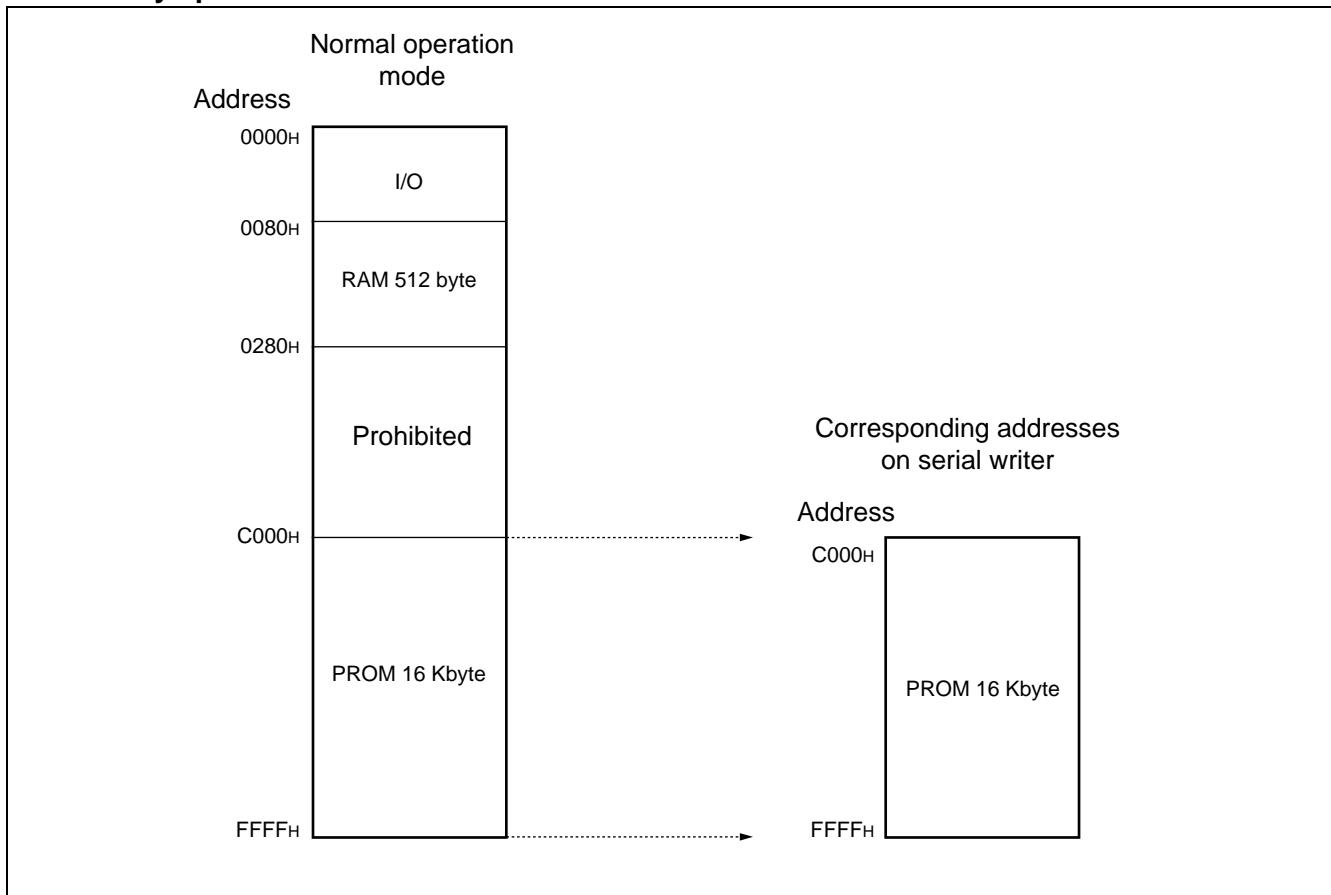 Normal operation
mode
Address
0000H
I/O
0080H
RAM 512 byte
0280H
Prohibited
C000H
PROM 16 Kbyte
FFFFH
Corresponding addresses
on serial writer
Address
C000H
PROM 16 Kbyte
FFFFH